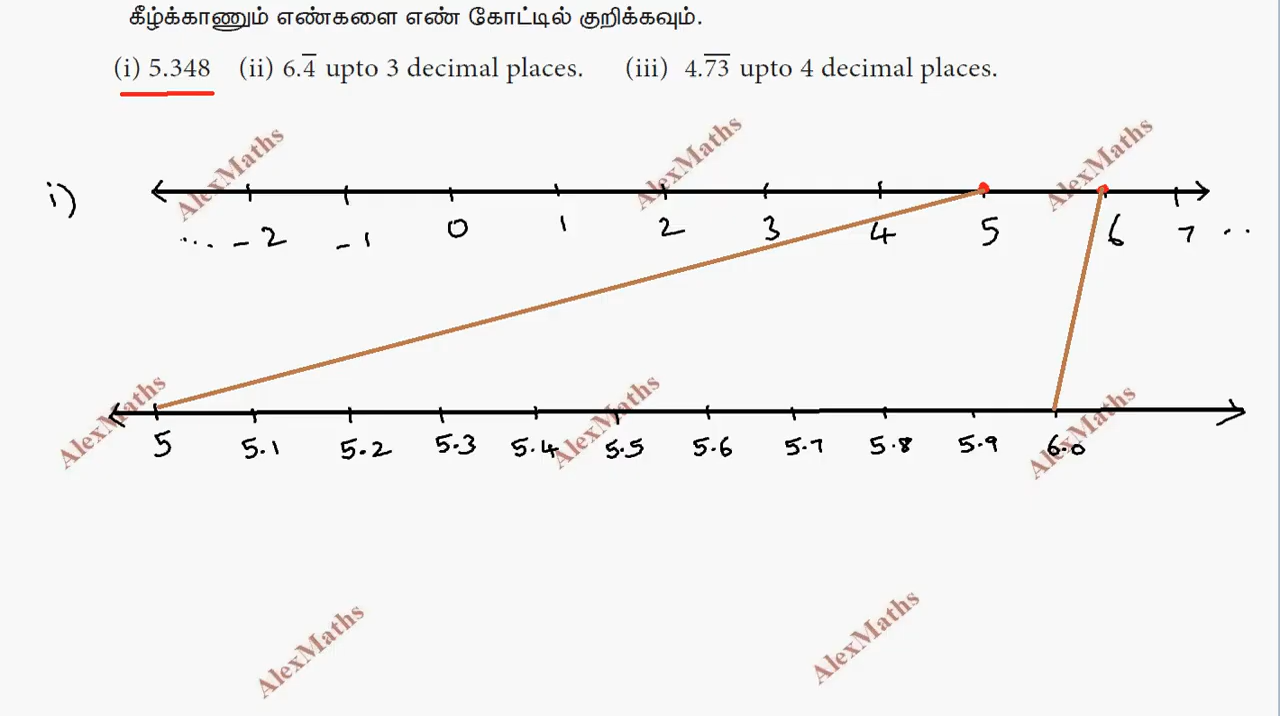 கீழ்க்காணும் எண்களை எண் கோட்டில் குறிக்கவும்.
(i) 5.348 (ii) 6.4̅ upto 3 decimal places. (iii) 4.7̅3̅ upto 4 decimal places.
AlexMaths AlexMaths AlexMaths
i)
... -2 -1 0 1 2 3 4 5 6 7 ..
AlexMaths AlexMaths AlexMaths
5 5.1 5.2 5.3 5.4 5.5 5.6 5.7 5.8 5.9 6.0
AlexMaths AlexMaths